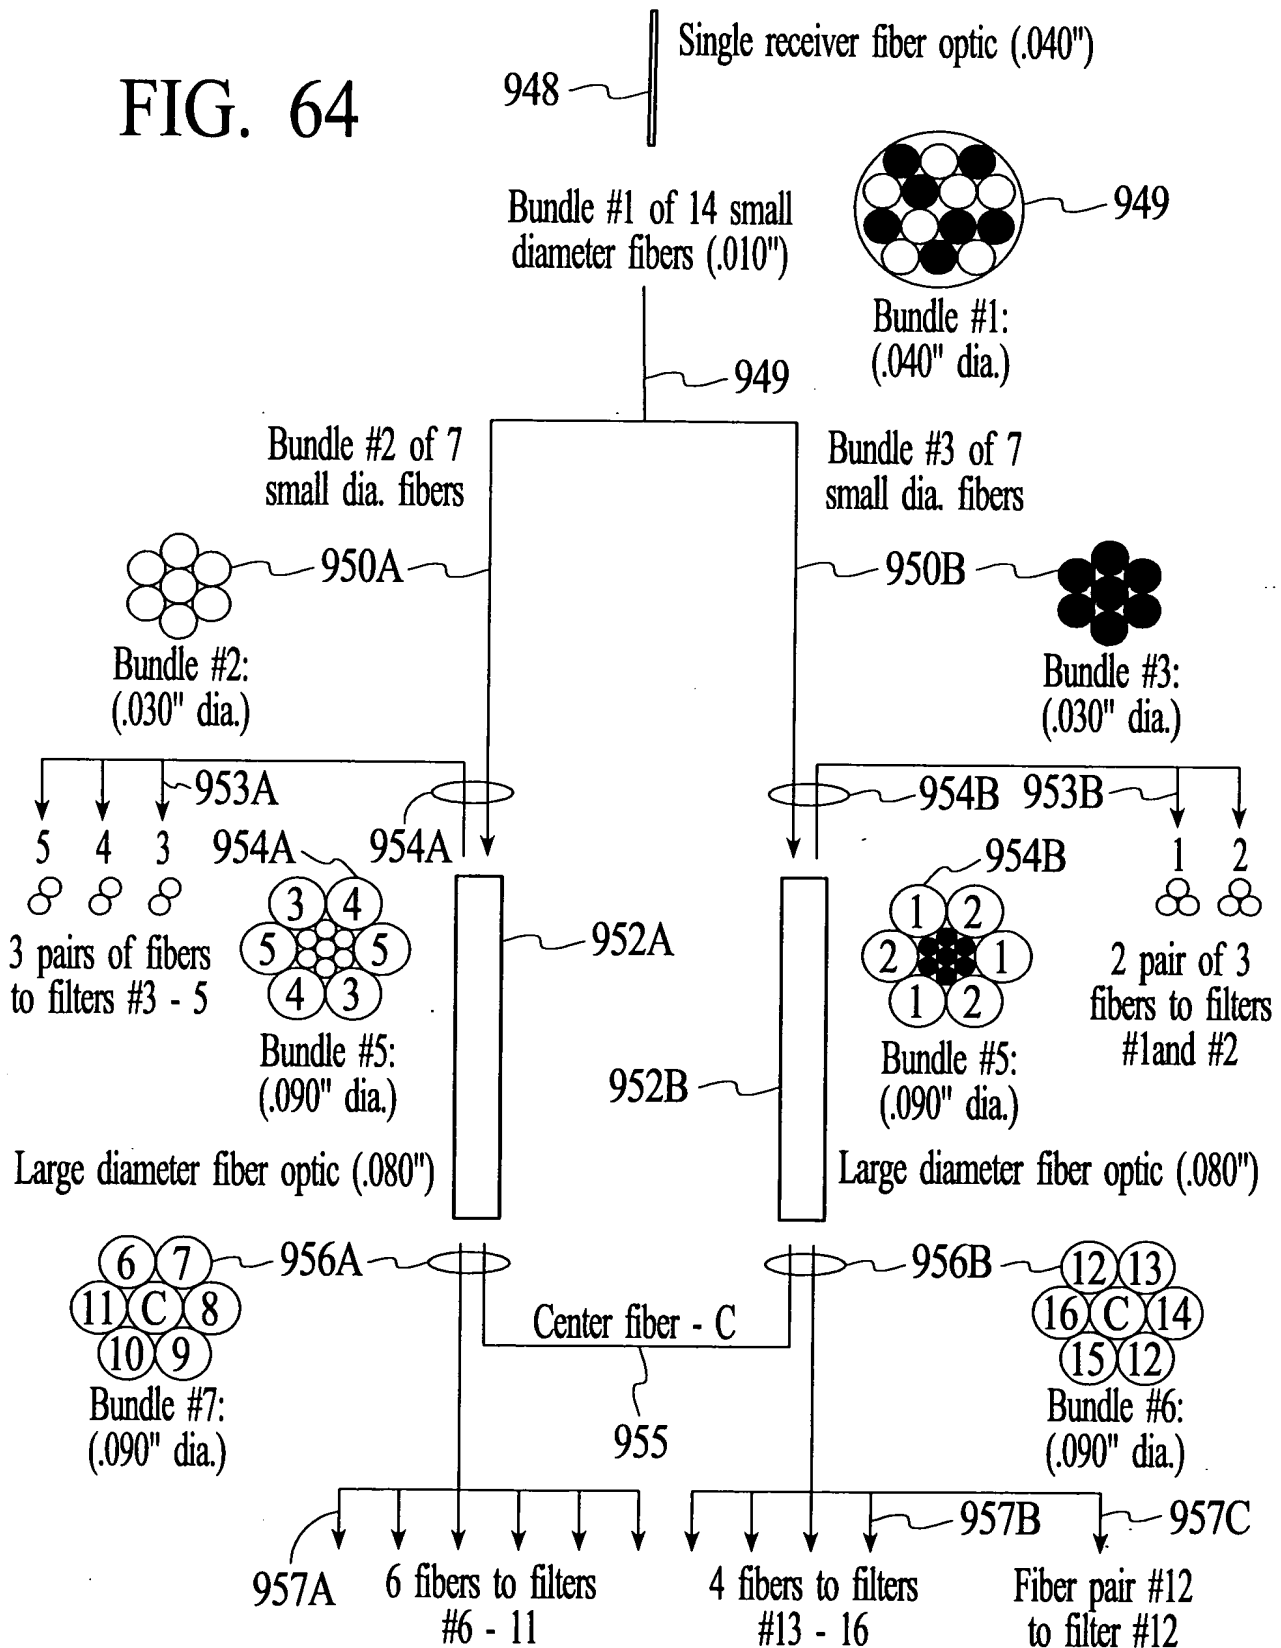 Single receiver fiber optic (.040")
FIG. 64
948
949
Bundle #1 of 14 small
diameter fibers (.010")
Bundle #1:
(.040" dia.)
949
Bundle #2 of 7
small dia. fibers
Bundle #3 of 7
small dia. fibers
950A
950B
Bundle #2:
(.030" dia.)
Bundle #3:
(.030" dia.)
953A
954B
953B
5
4
3
954A
954A
954B
1
2
3
4
5
5
4
3
1
2
2
1
1
2
952A
3 pairs of fibers
to filters #3 - 5
2 pair of 3
fibers to filters
#1and #2
Bundle #5:
(.090" dia.)
952B
Bundle #5:
(.090" dia.)
Large diameter fiber optic (.080")
Large diameter fiber optic (.080")
6
7
11
C
8
10
9
956A
956B
12
13
16
C
14
15
12
Center fiber - C
Bundle #7:
(.090" dia.)
955
Bundle #6:
(.090" dia.)
957A
957B
957C
6 fibers to filters
#6 - 11
4 fibers to filters
#13 - 16
Fiber pair #12
to filter #12